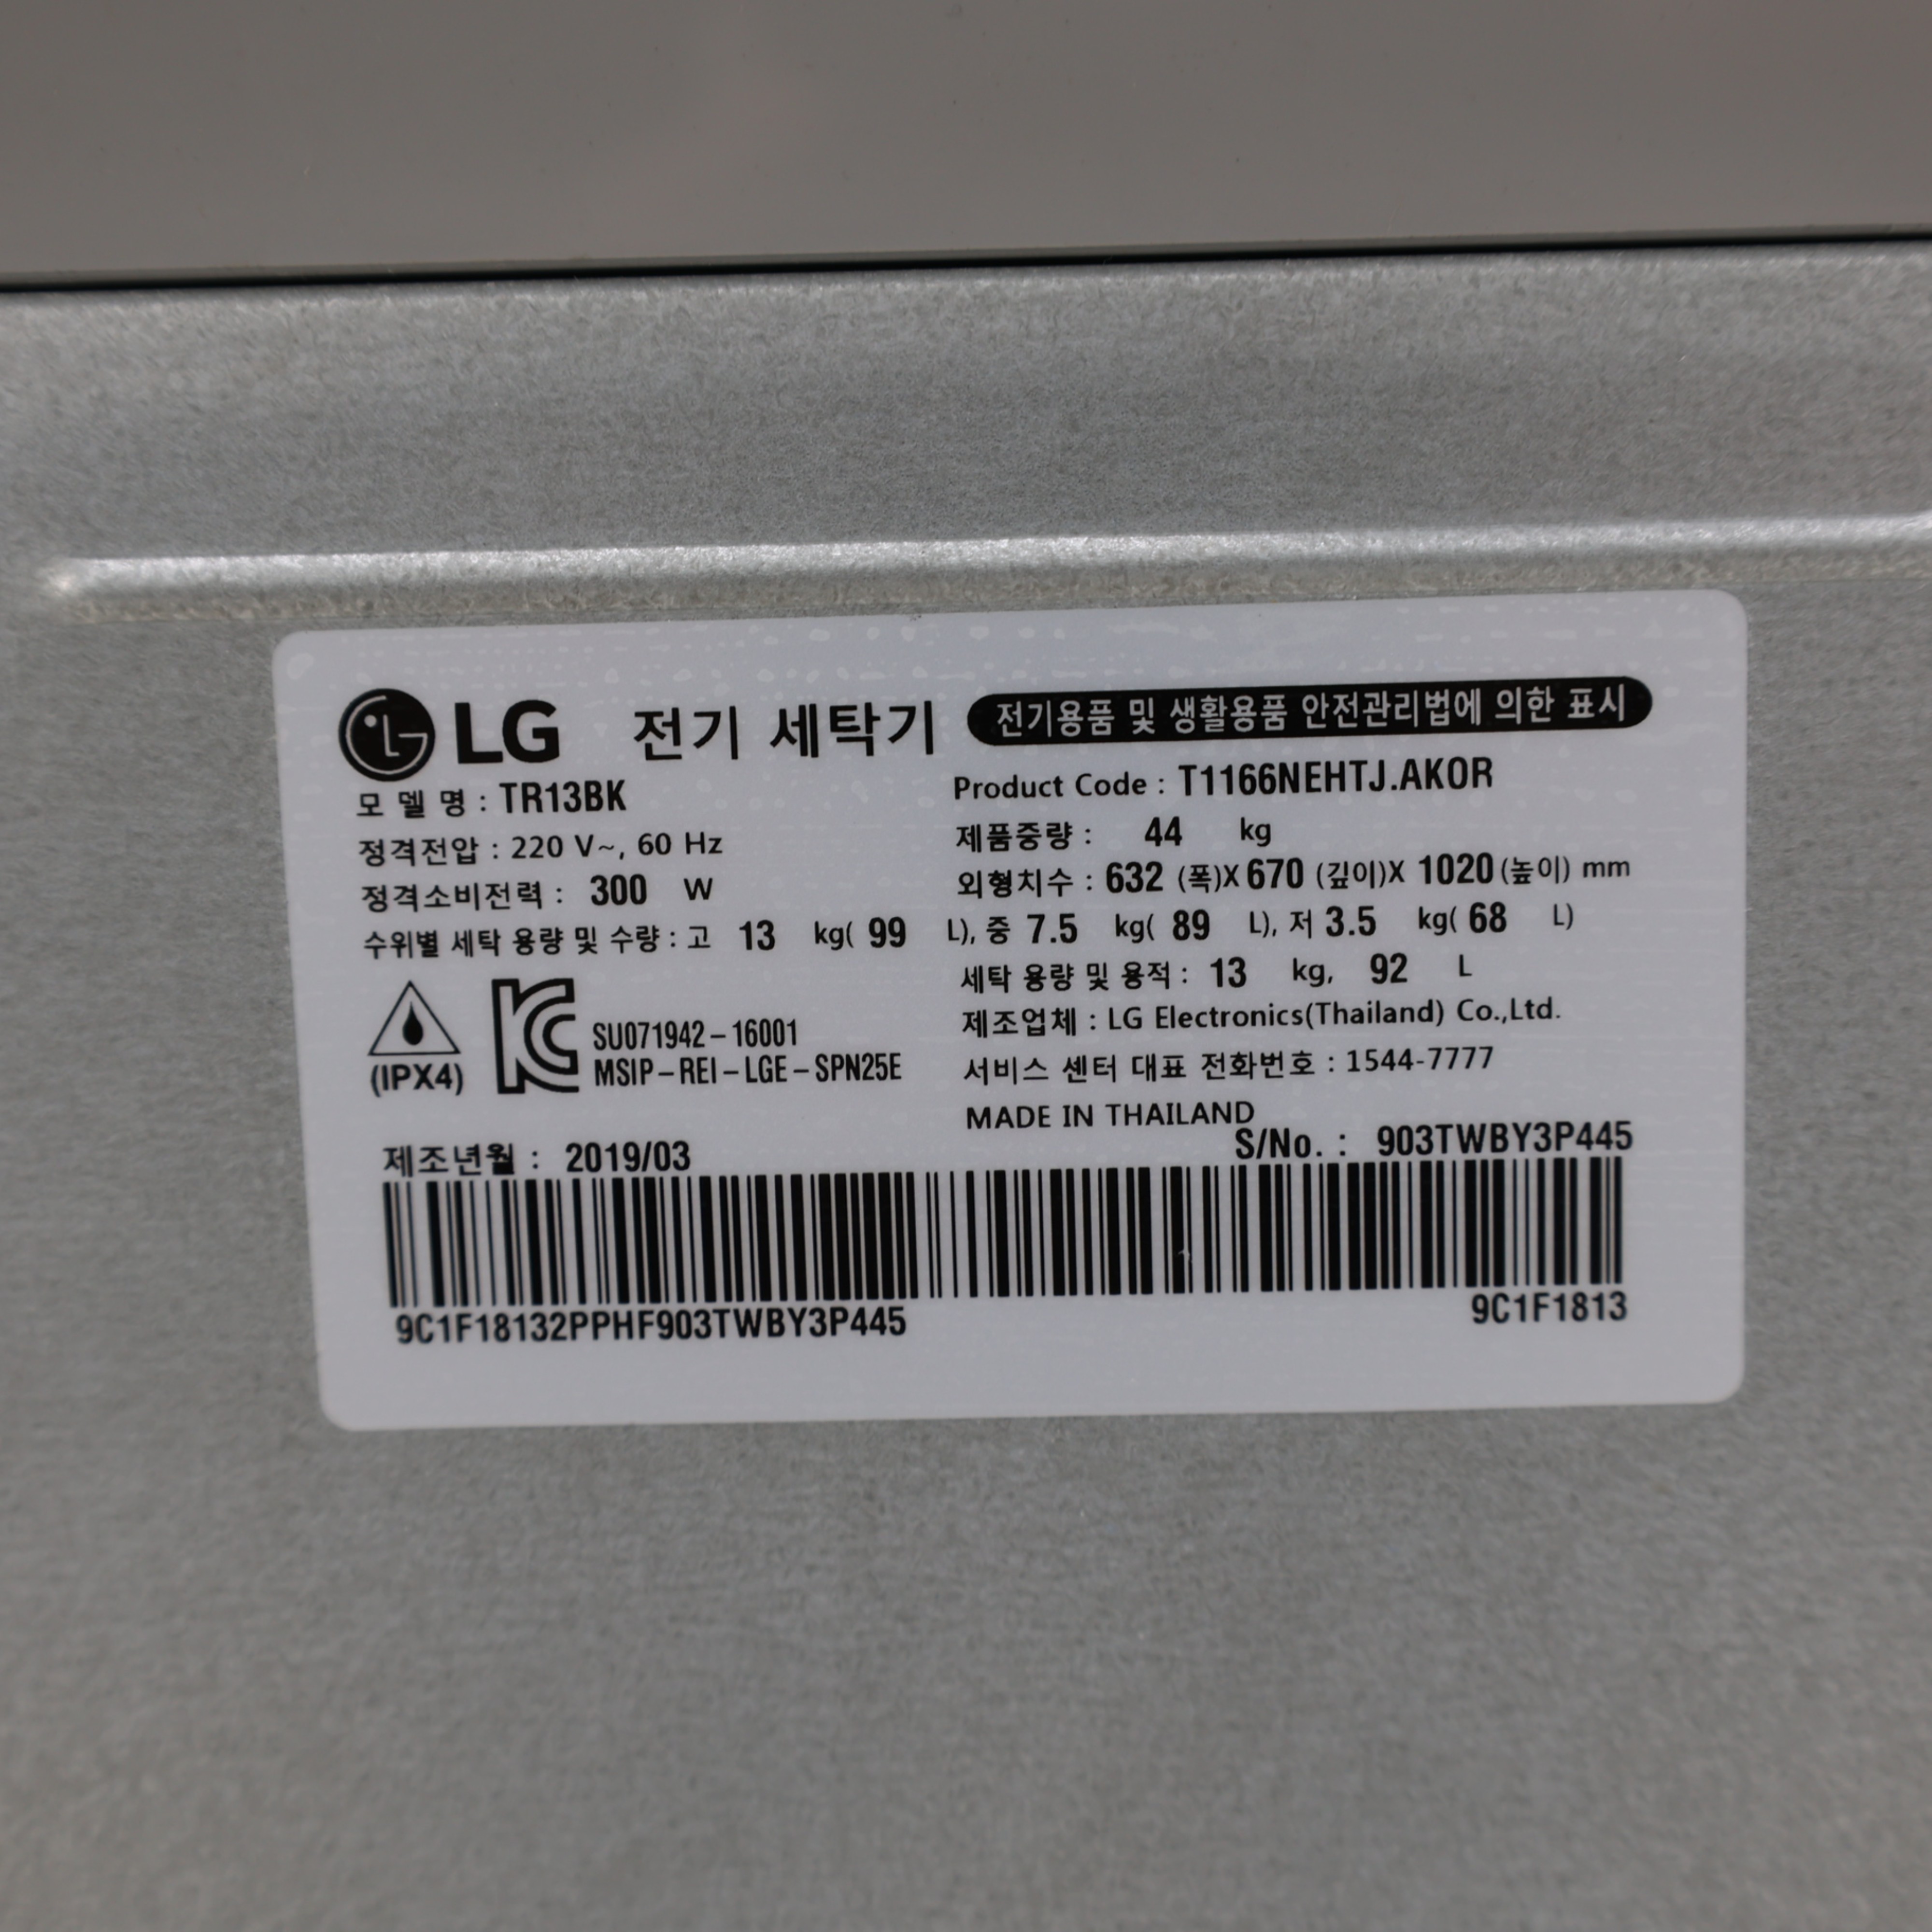 LG 전기 세탁기 전기용품 및 생활용품 안전관리법에 의한 표시
모 델 명 : TR13BK
Product Code : T1166NEHTJ.AKOR
정격전압 : 220 V~, 60 Hz
제품중량 : 44 kg
정격소비전력 : 300 W
외형치수 : 632 (폭)X 670 (깊이)X 1020 (높이) mm
수위별 세탁 용량 및 수량 : 고 13 kg( 99 L), 중 7.5 kg( 89 L), 저 3.5 kg( 68 L)
세탁 용량 및 용적 : 13 kg, 92 L
(IPX4)
SU071942-16001
MSIP-REI-LGE-SPN25E
제조업체 : LG Electronics(Thailand) Co.,Ltd.
서비스 센터 대표 전화번호 : 1544-7777
MADE IN THAILAND
제조년월 : 2019/03
S/No. : 903TWBY3P445
9C1F18132PPHF903TWBY3P445
9C1F1813